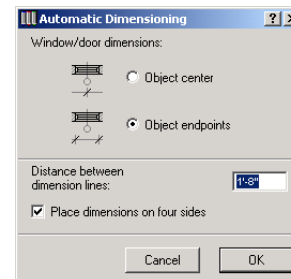 Automatic Dimensioning
Window/door dimensions:
Object center
Object endpoints
Distance between
dimension lines:
1'-8"
Place dimensions on four sides
Cancel OK